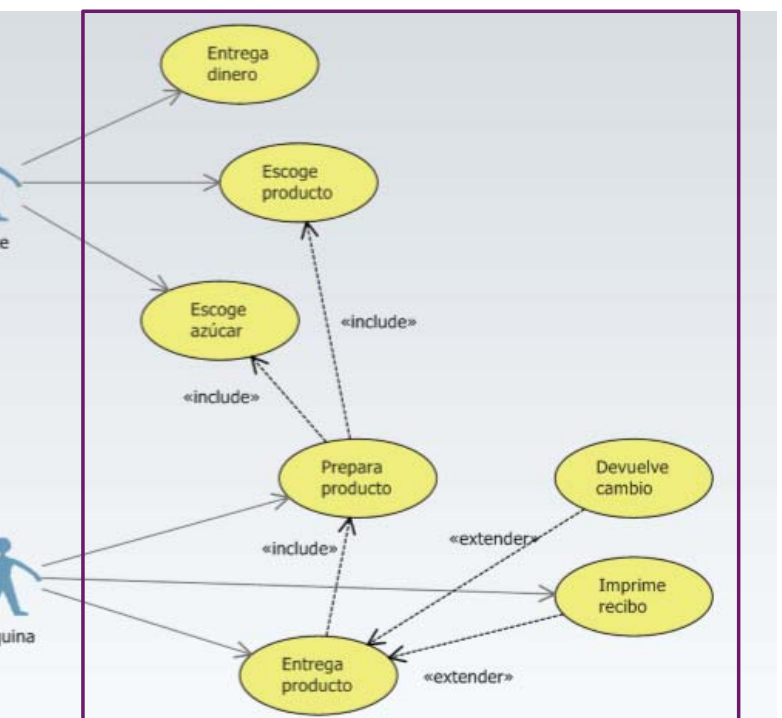 Entrega
dinero
Escoge
producto
Escoge
azúcar
«include»
«include»
Prepara
producto
Devuelve
cambio
«include»
«extender»
Imprime
recibo
Entrega
producto
«extender»